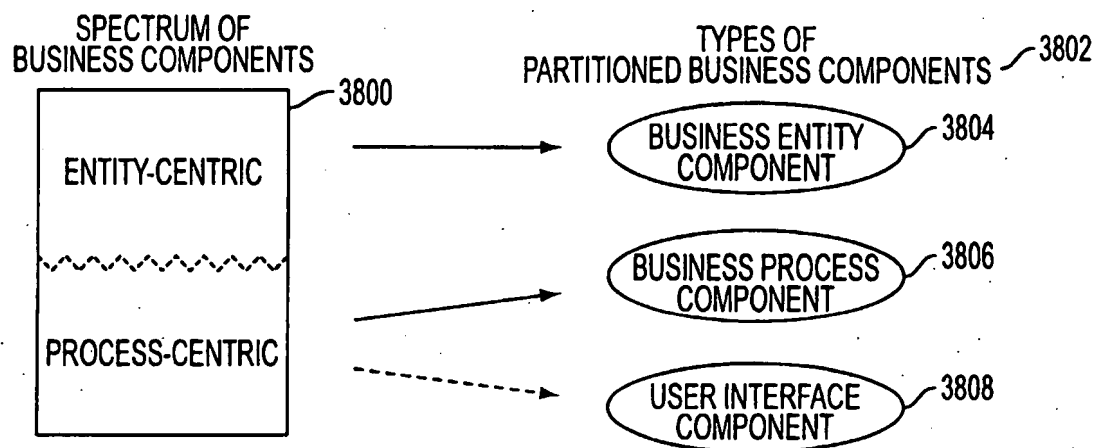 SPECTRUM OF
BUSINESS COMPONENTS
3800
ENTITY-CENTRIC
PROCESS-CENTRIC
TYPES OF
PARTITIONED BUSINESS COMPONENTS
3802
BUSINESS ENTITY
COMPONENT
3804
BUSINESS PROCESS
COMPONENT
3806
USER INTERFACE
COMPONENT
3808